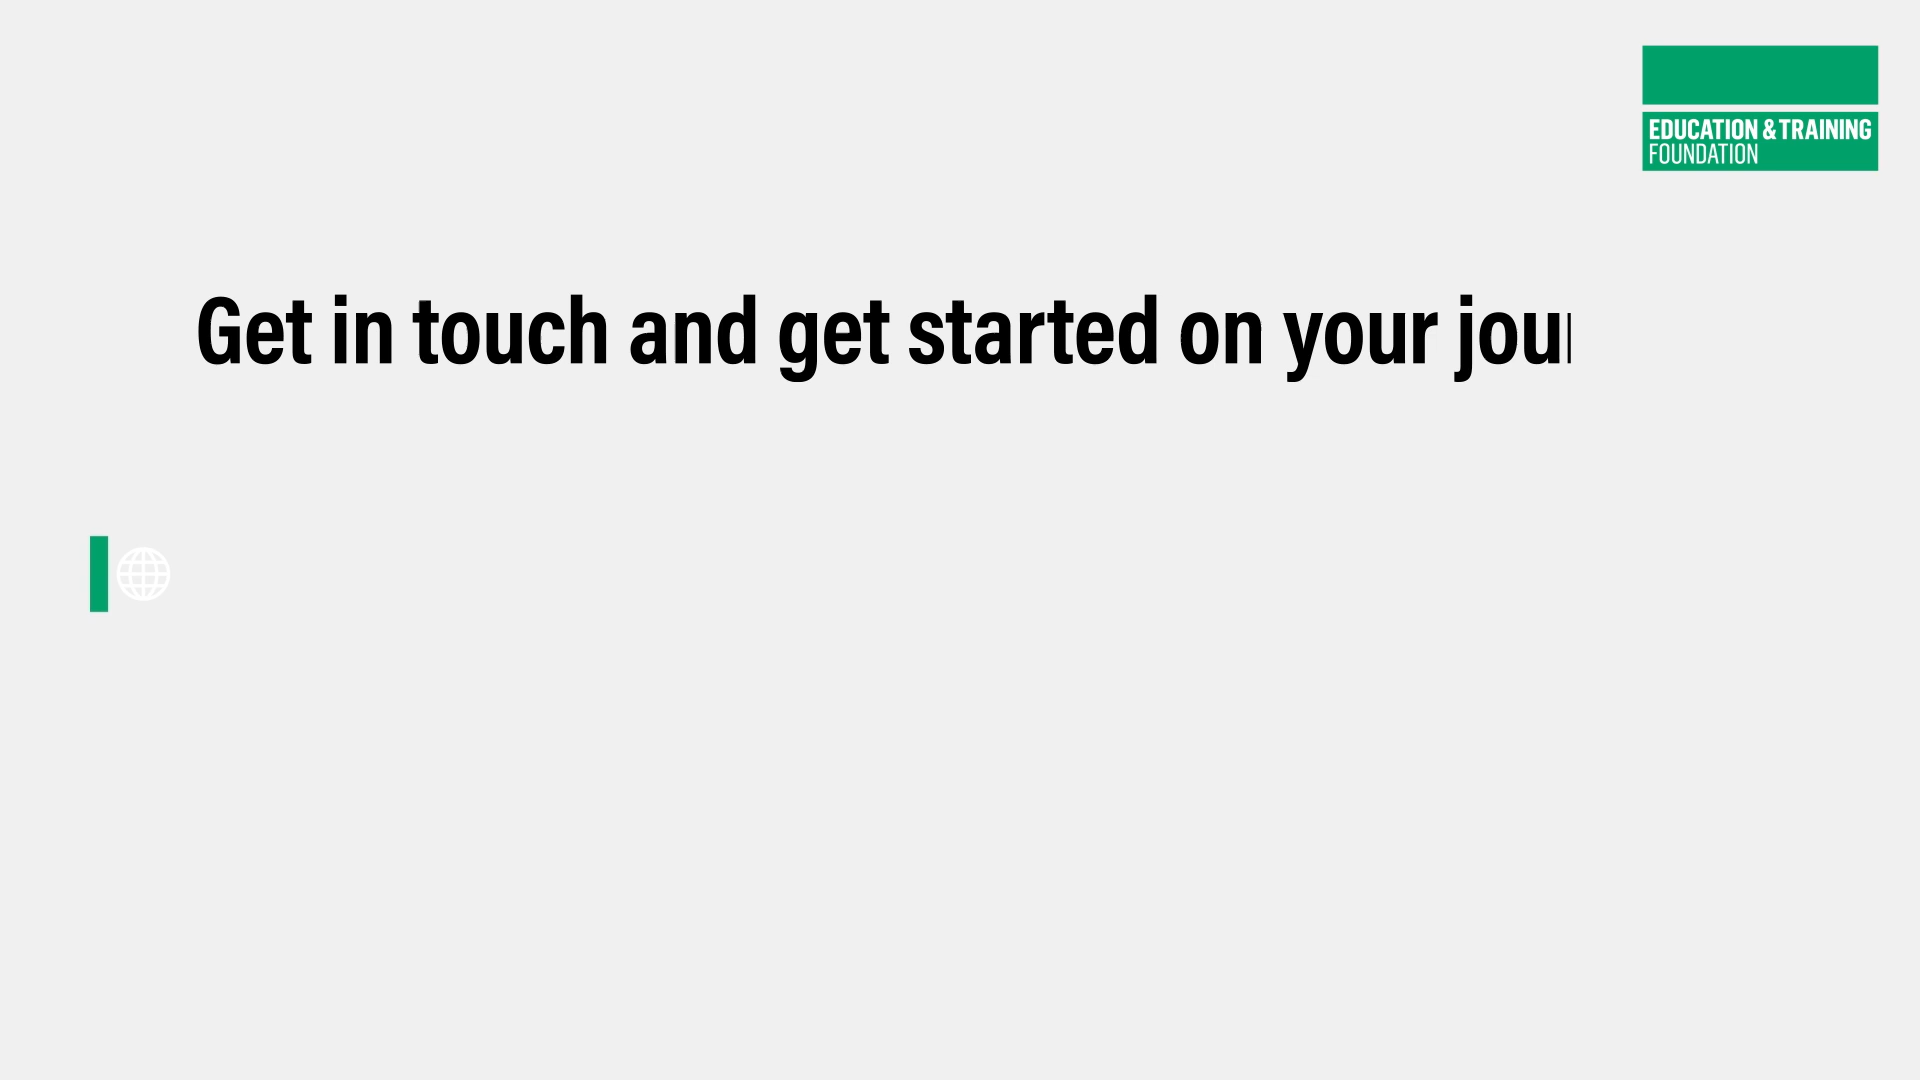 EDUCATION & TRAINING
FOUNDATION
Get in touch and get started on your jou